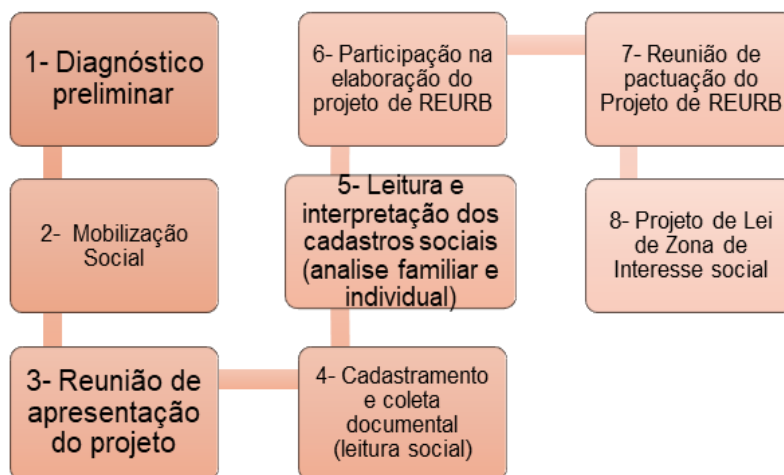 1- Diagnóstico
preliminar
2- Mobilização
Social
3- Reunião de
apresentação
do projeto
4- Cadastramento
e coleta
documental
(leitura social)
5- Leitura e
interpretação dos
cadastros sociais
(analise familiar e
individual)
6- Participação na
elaboração do
projeto de REURB
7- Reunião de
pactuação do
Projeto de REURB
8- Projeto de Lei
de Zona de
Interesse social